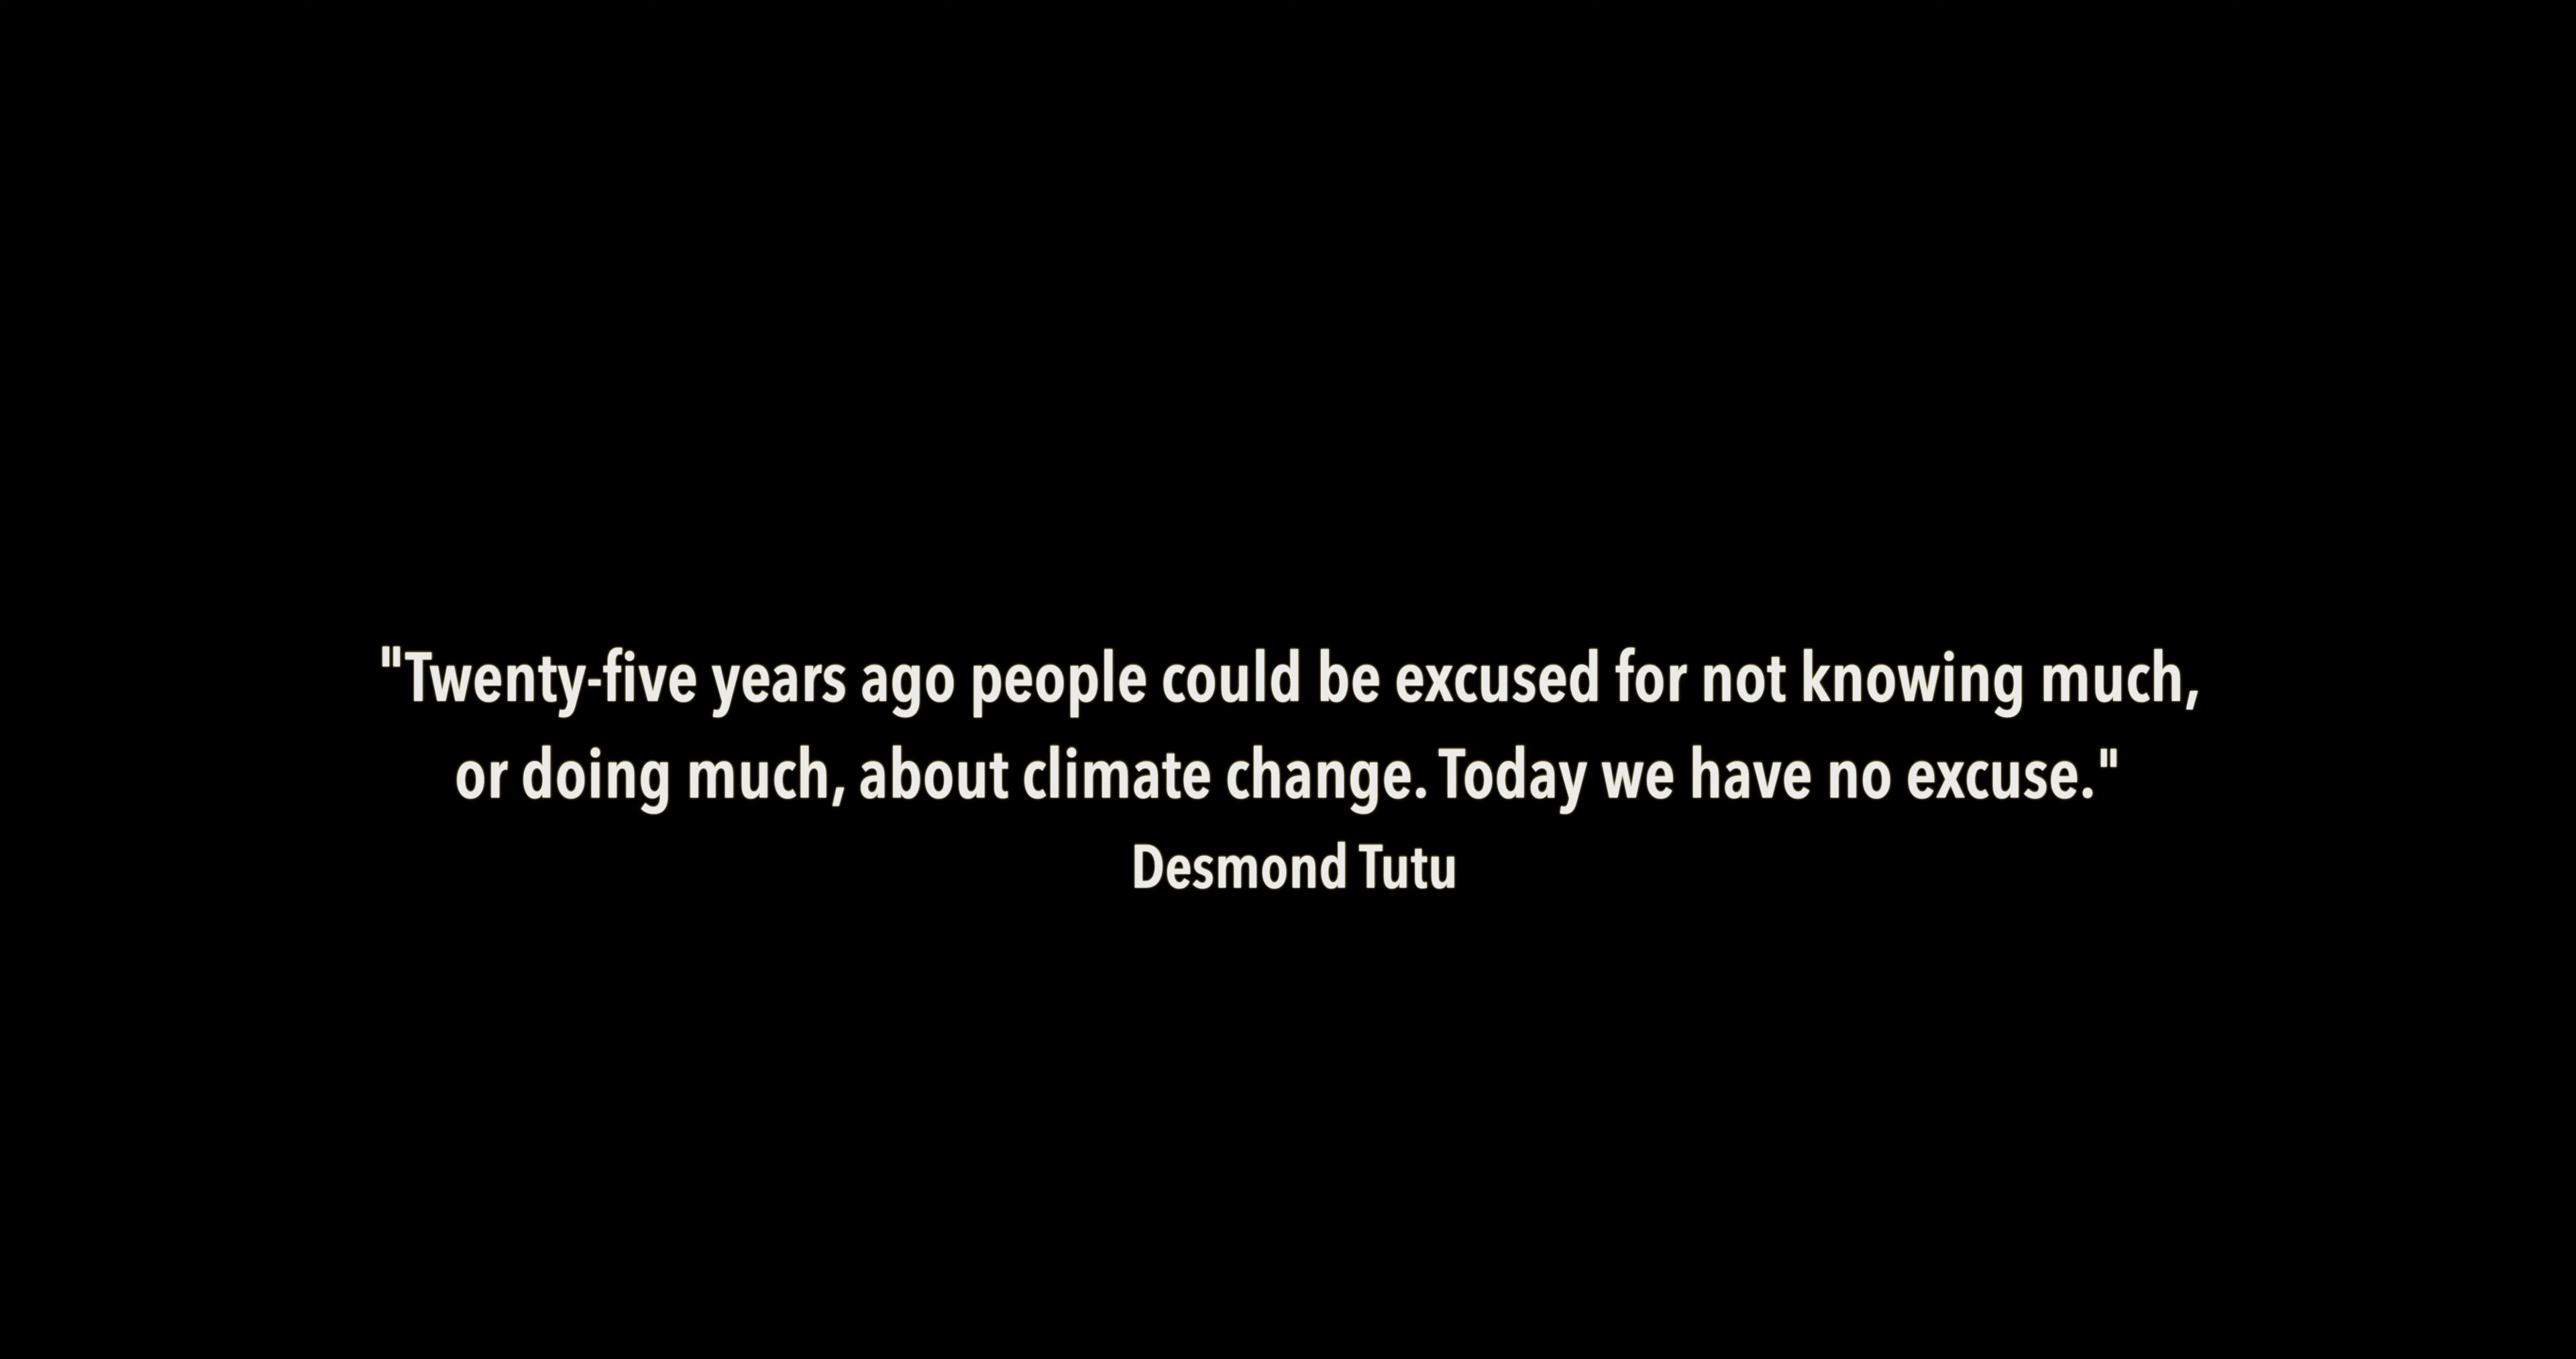 "Twenty-five years ago people could be excused for not knowing much,
or doing much, about climate change. Today we have no excuse."
Desmond Tutu